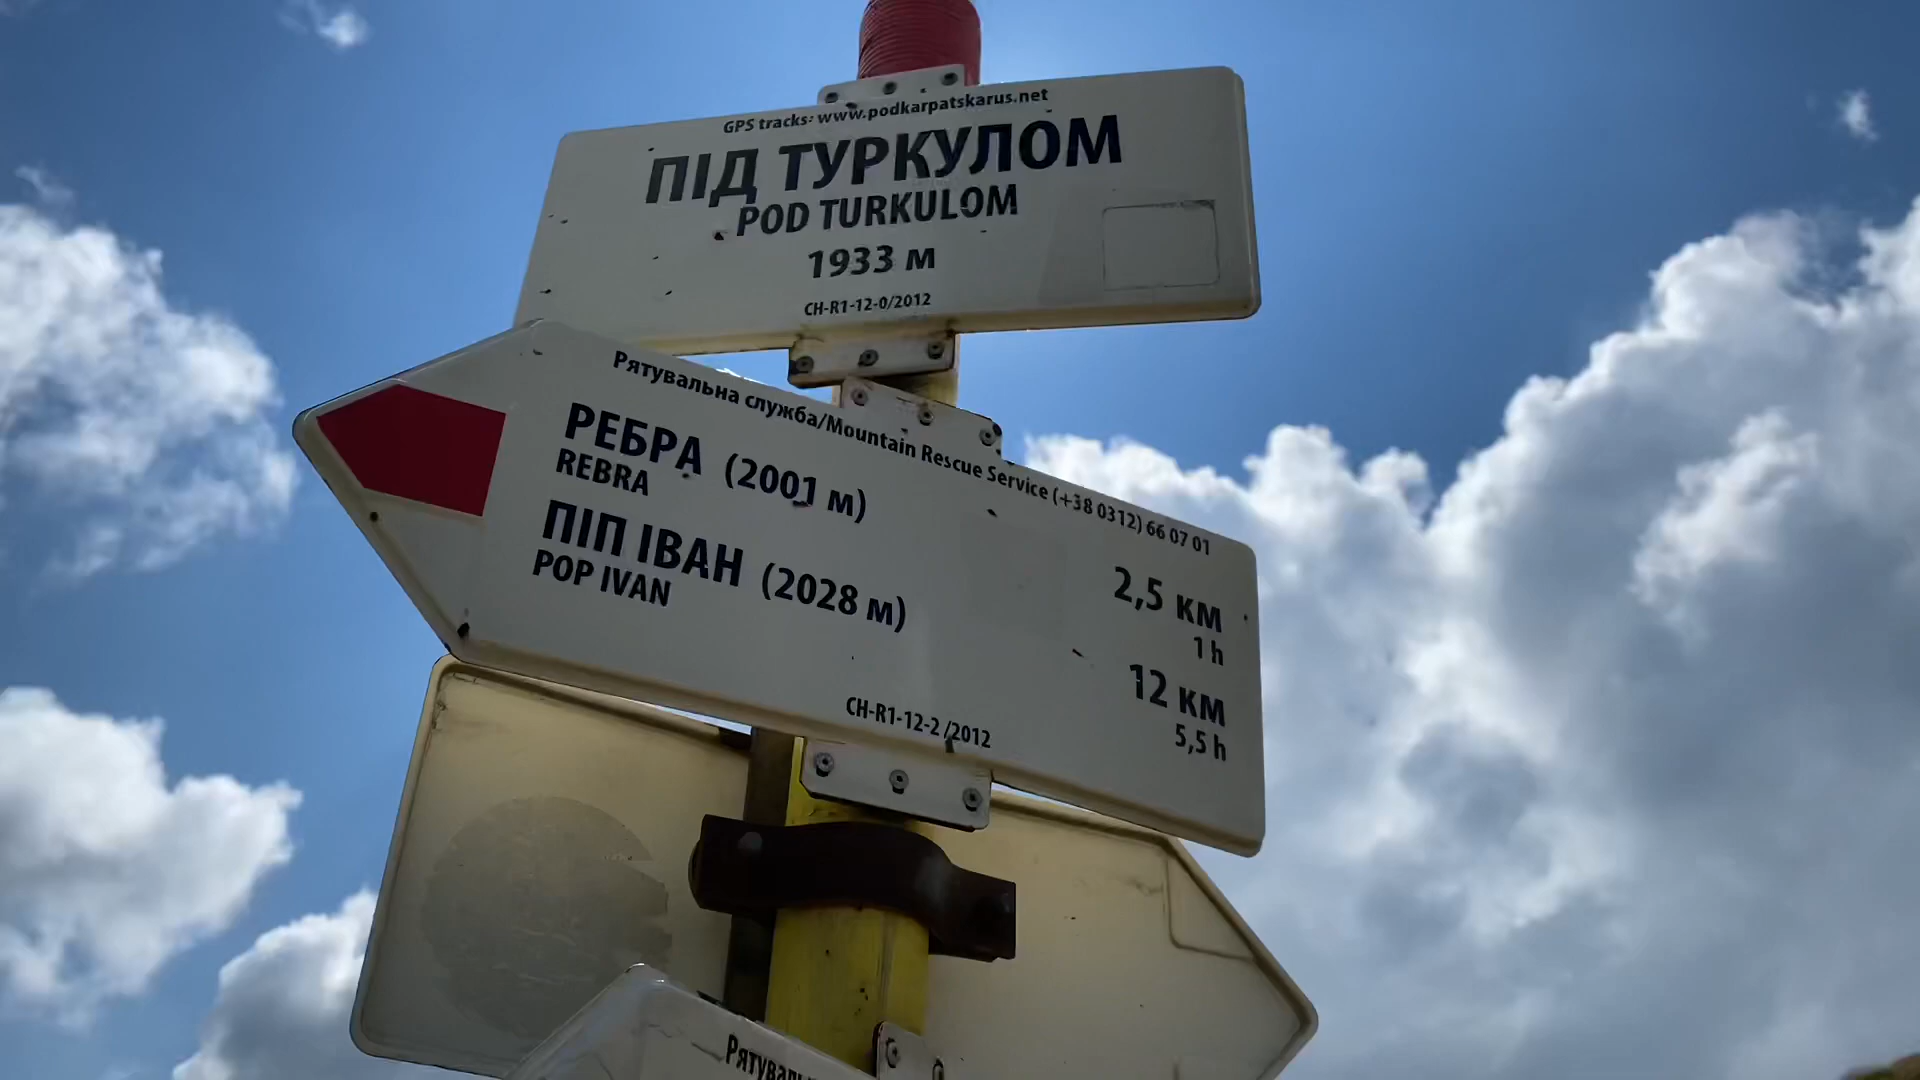 GPS tracks: www.podkarpatskarus.net
ПІД ТУРКУЛОМ
POD TURKULOM
1933 м
CH-R1-12-0/2012
Рятувальна служба/Mountain Rescue Service (+38 0312) 66 07 01
РЕБРА (2001 м) 2,5 км
REBRA 1 h
ПІП ІВАН (2028 м) 12 км
POP IVAN 5,5 h
CH-R1-12-2 /2012